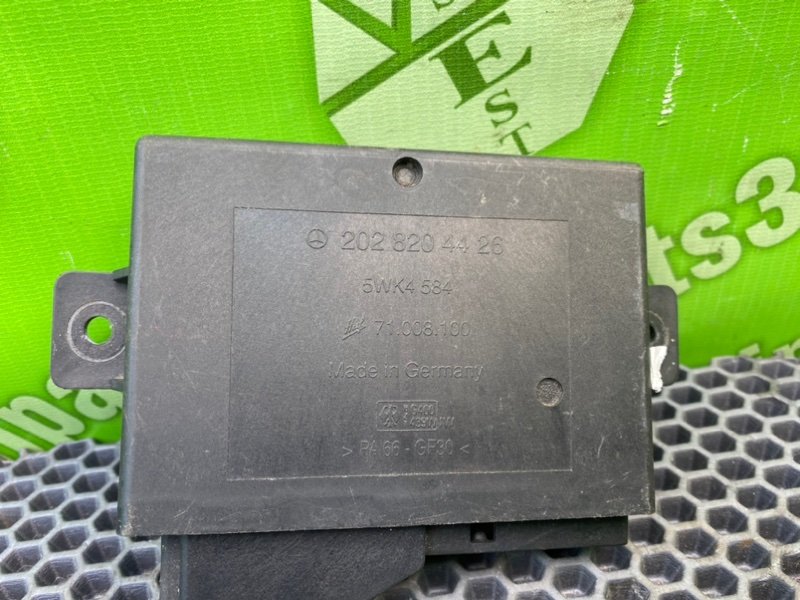 202 820 44 26
5WK4 584
71.008.100
Made in Germany
> PA 66 - GF30 <